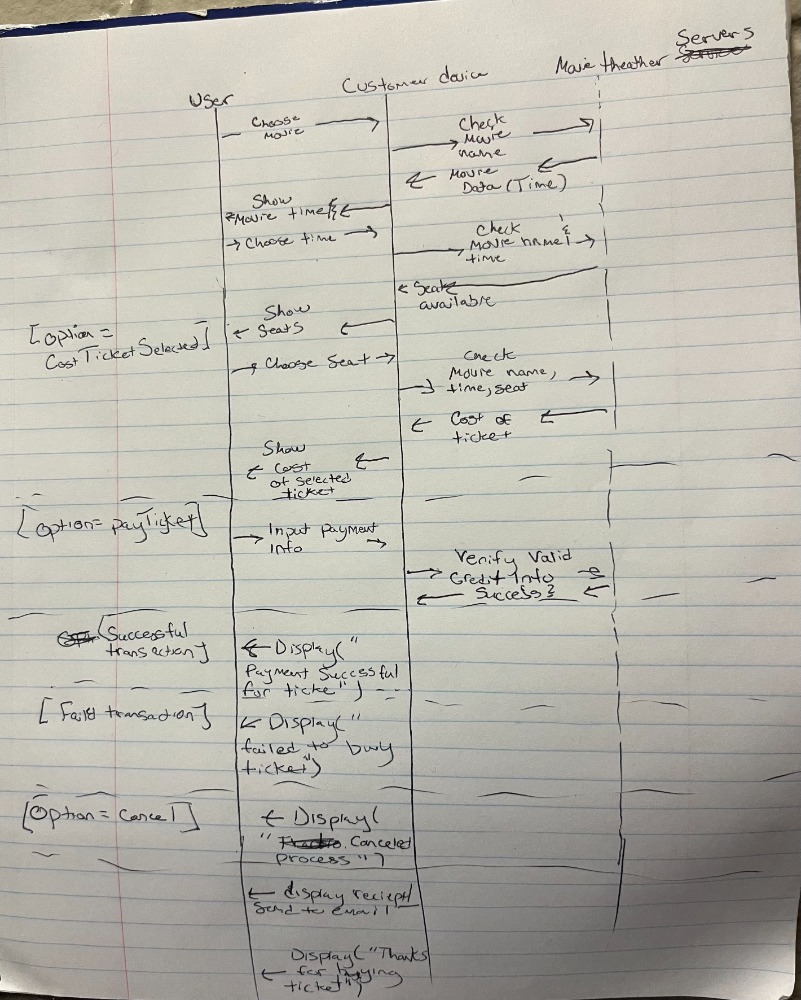 Servers
User
Customer device
Movie theather
Choose
Movie
Check
Movie
name
Movie
Data (Time)
Show
Movie time
Choose time
Check
Movie name &
time
Seats
available
Show
Seats
[Option =
Cost Ticket Selected]
Choose Seat
Check
Movie name,
time, seat
Cost of
ticket
Show
Cost
of selected
ticket
[Option = pay Ticket]
Input payment
Info
Verify Valid
Credit Info
Success?
[Successful
transaction]
Display("
Payment Successful
for ticke")
[Faild transaction]
Display("
failed to buy
ticket")
[Option = Cancel]
Display(
" Canceled
process")
display reciept
Send to email
Display("Thanks
for buying
ticket")